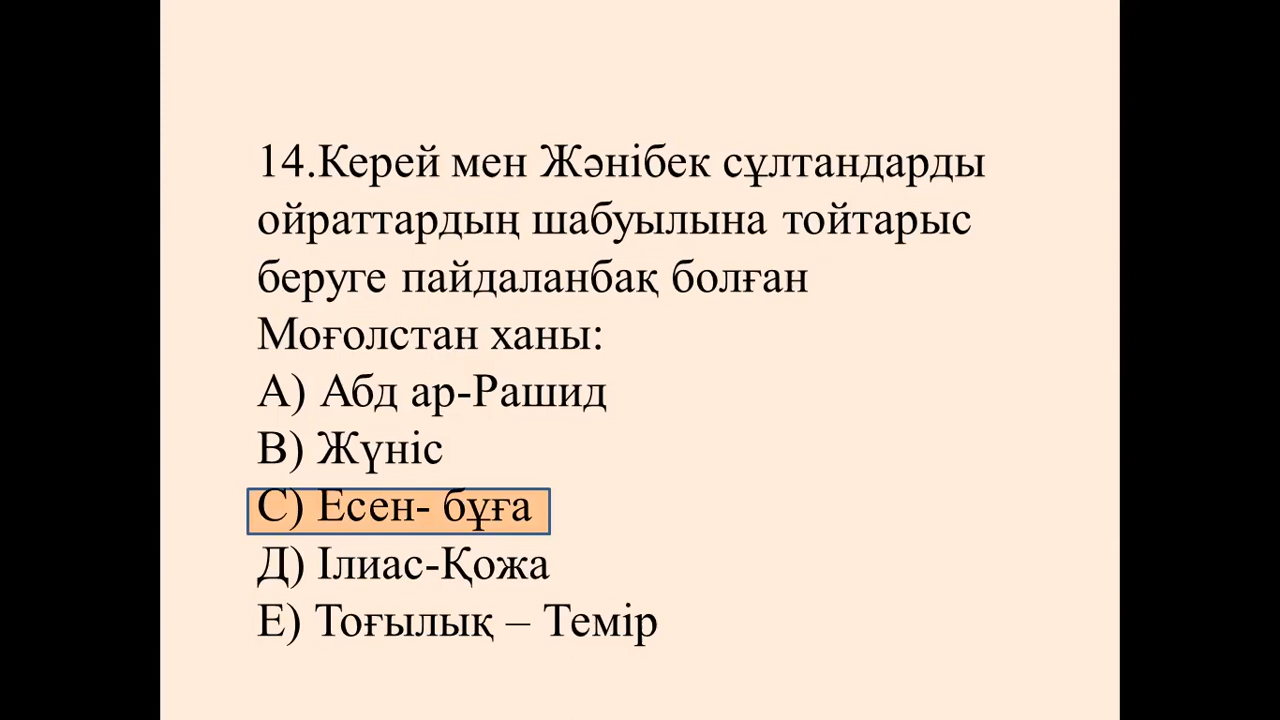 14.Керей мен Жәнібек сұлтандарды
ойраттардың шабуылына тойтарыс
беруге пайдаланбақ болған
Моғолстан ханы:
А) Абд ар-Рашид
В) Жүніс
С) Есен- бұға
Д) Ілиас-Қожа
Е) Тоғылық – Темір